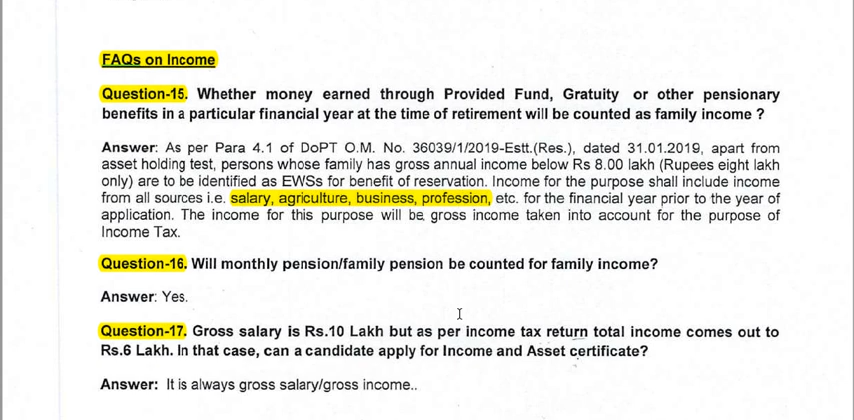 FAQs on Income
Question-15. Whether money earned through Provided Fund, Gratuity or other pensionary
benefits in a particular financial year at the time of retirement will be counted as family income ?
Answer: As per Para 4.1 of DoPT O.M. No. 36039/1/2019-Estt.(Res.), dated 31.01.2019, apart from
asset holding test, persons whose family has gross annual income below Rs 8.00 lakh (Rupees eight lakh
only) are to be identified as EWSs for benefit of reservation. Income for the purpose shall include income
from all sources i.e. salary, agriculture, business, profession, etc. for the financial year prior to the year of
application. The income for this purpose will be gross income taken into account for the purpose of
Income Tax.
Question-16. Will monthly pension/family pension be counted for family income?
Answer: Yes.
Question-17. Gross salary is Rs.10 Lakh but as per income tax return total income comes out to
Rs.6 Lakh. In that case, can a candidate apply for Income and Asset certificate?
Answer: It is always gross salary/gross income..